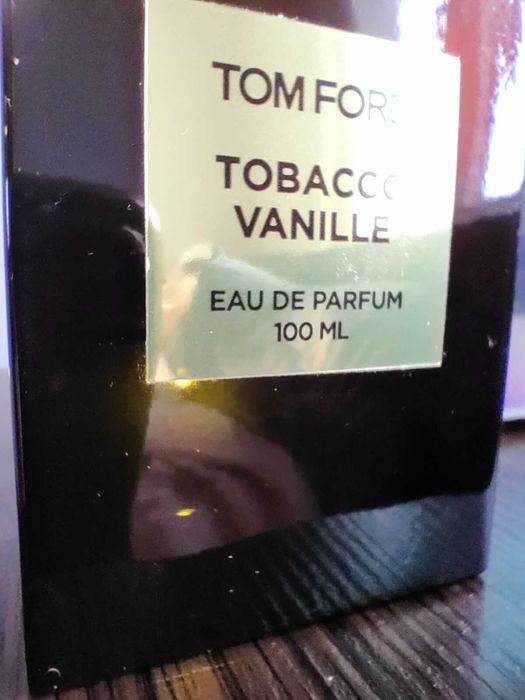 TOM FORD
TOBACCO
VANILLE
EAU DE PARFUM
100 ML